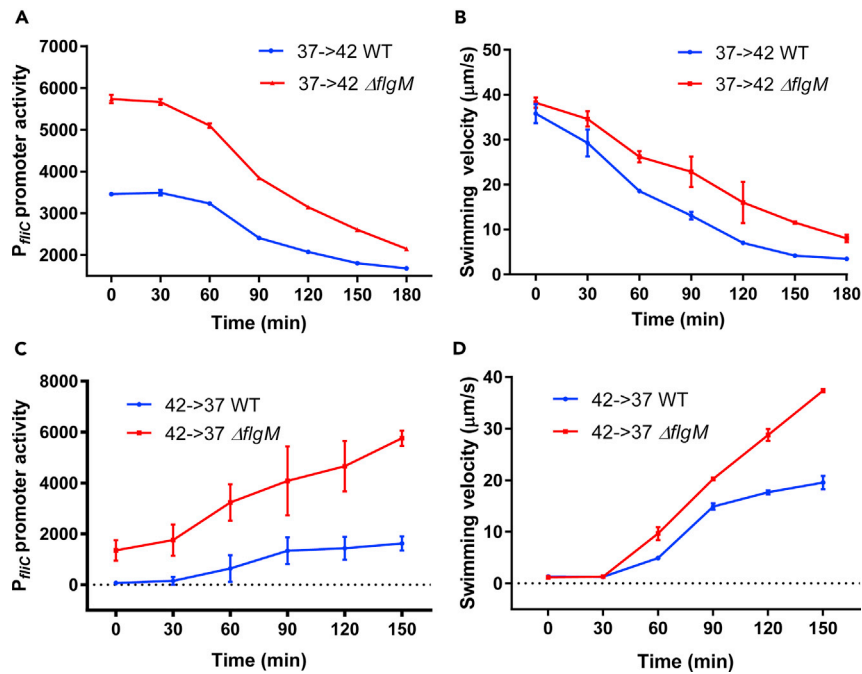 A
P_fliC promoter activity
7000
6000
5000
4000
3000
2000
37->42 WT
37->42 ΔflgM
0 30 60 90 120 150 180
Time (min)
B
Swimming velocity (μm/s)
50
40
30
20
10
0
37->42 WT
37->42 ΔflgM
0 30 60 90 120 150 180
Time (min)
C
P_fliC promoter activity
8000
6000
4000
2000
0
42->37 WT
42->37 ΔflgM
0 30 60 90 120 150
Time (min)
D
Swimming velocity (μm/s)
40
30
20
10
0
42->37 WT
42->37 ΔflgM
0 30 60 90 120 150
Time (min)